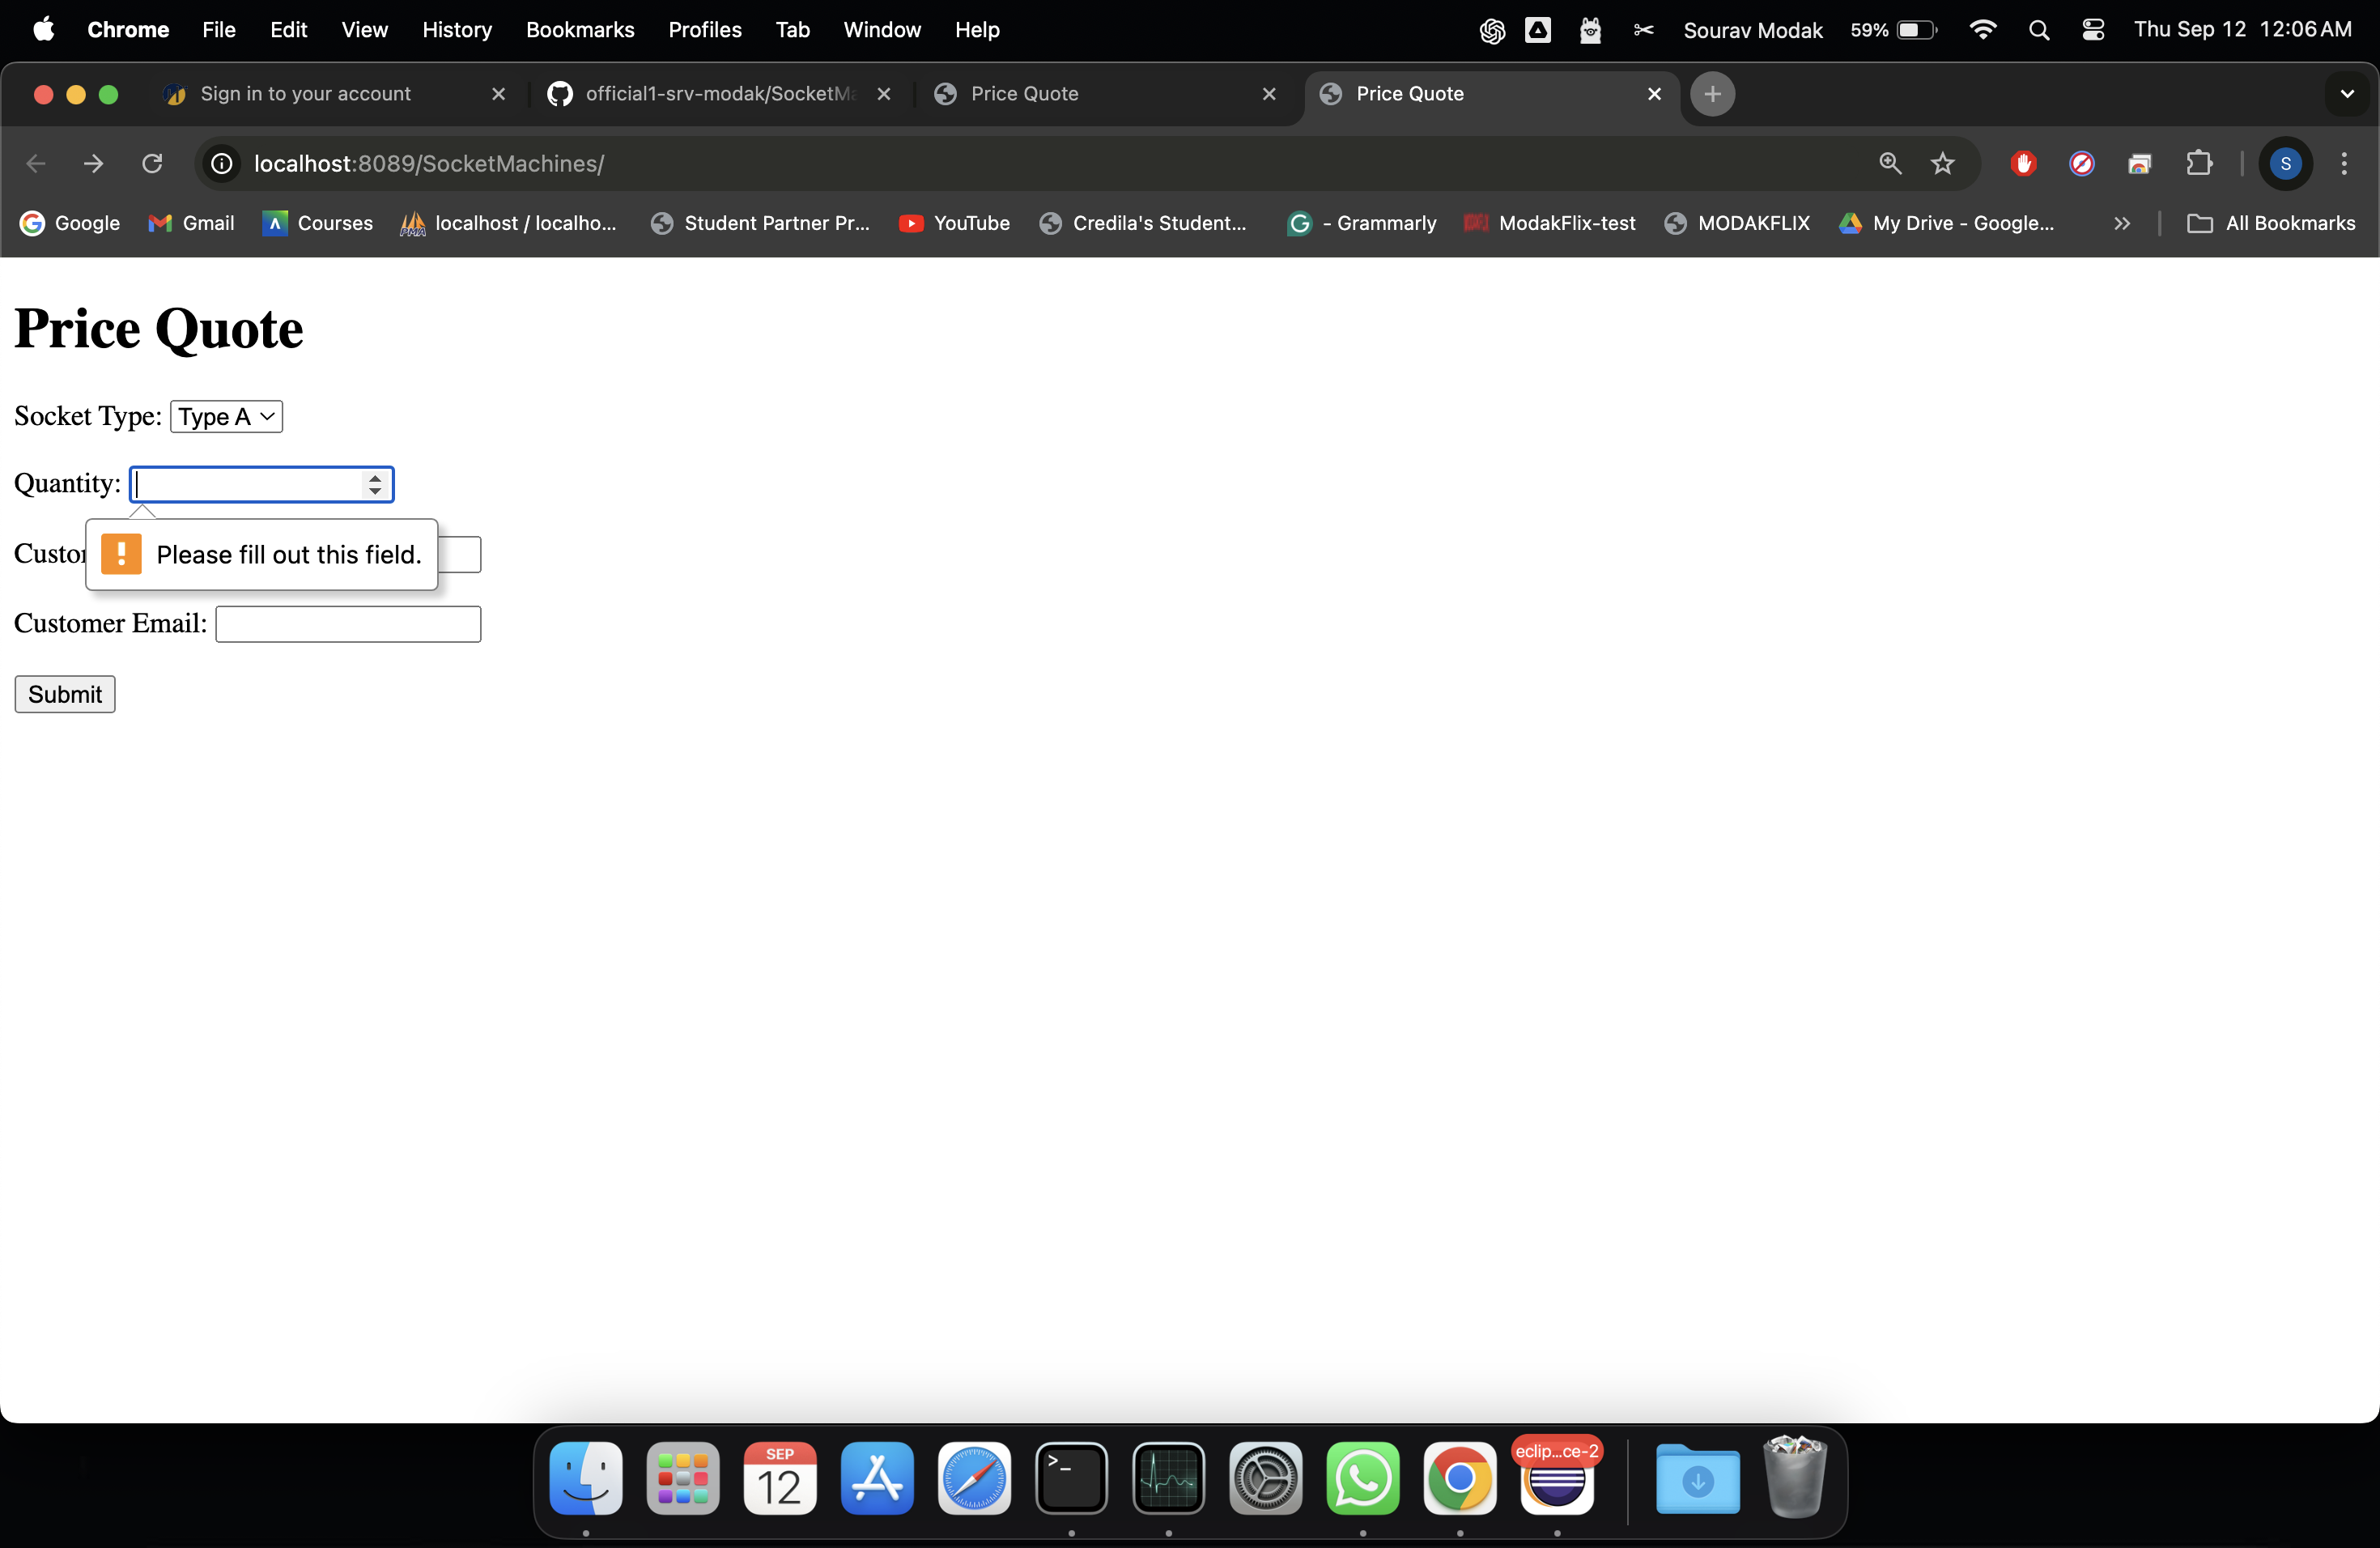 Chrome File Edit View History Bookmarks Profiles Tab Window Help Sourav Modak 59% Thu Sep 12 12:06 AM
Sign in to your account official1-srv-modak/SocketMa Price Quote Price Quote
localhost:8089/SocketMachines/ S
Google Gmail Courses localhost / localho... Student Partner Pr... YouTube Credila's Student... - Grammarly ModakFlix-test MODAKFLIX My Drive - Google... All Bookmarks
Price Quote
Socket Type: Type A
Quantity:
Please fill out this field.
Customer Email:
Submit
eclip...ce-2
SEP
12